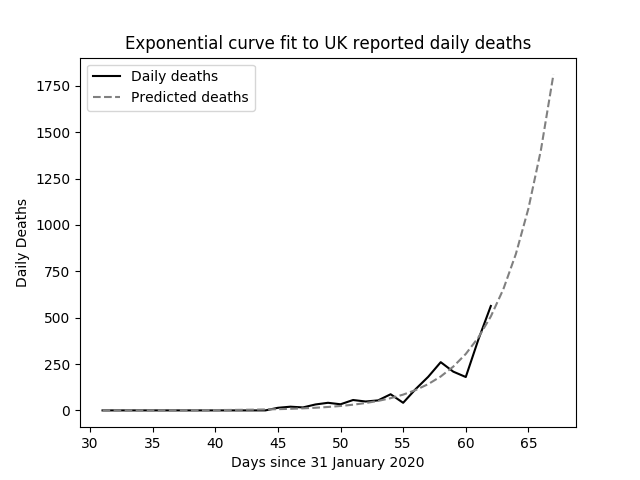 Exponential curve fit to UK reported daily deaths
Daily deaths
Predicted deaths
1750
1500
1250
1000
750
500
250
0
Daily Deaths
30 35 40 45 50 55 60 65
Days since 31 January 2020